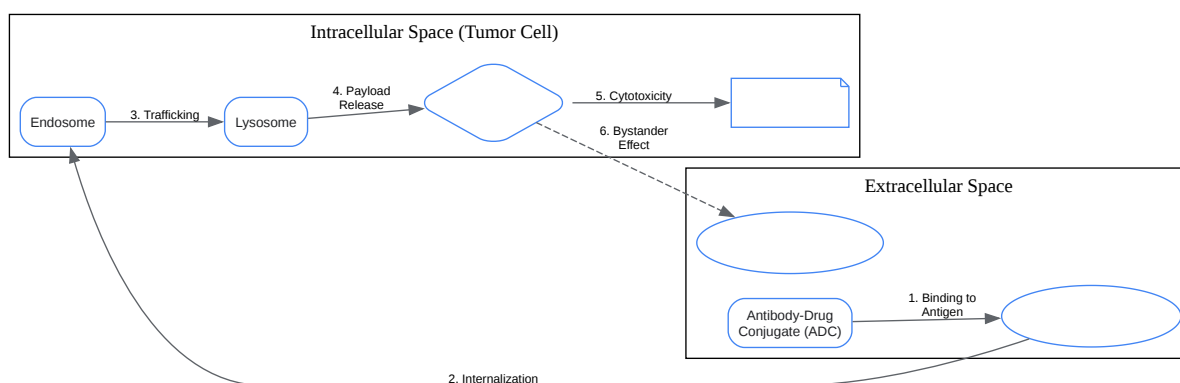 Intracellular Space (Tumor Cell)
Endosome
3. Trafficking
Lysosome
4. Payload
Release
5. Cytotoxicity
6. Bystander
Effect
Extracellular Space
Antibody-Drug
Conjugate (ADC)
1. Binding to
Antigen
2. Internalization